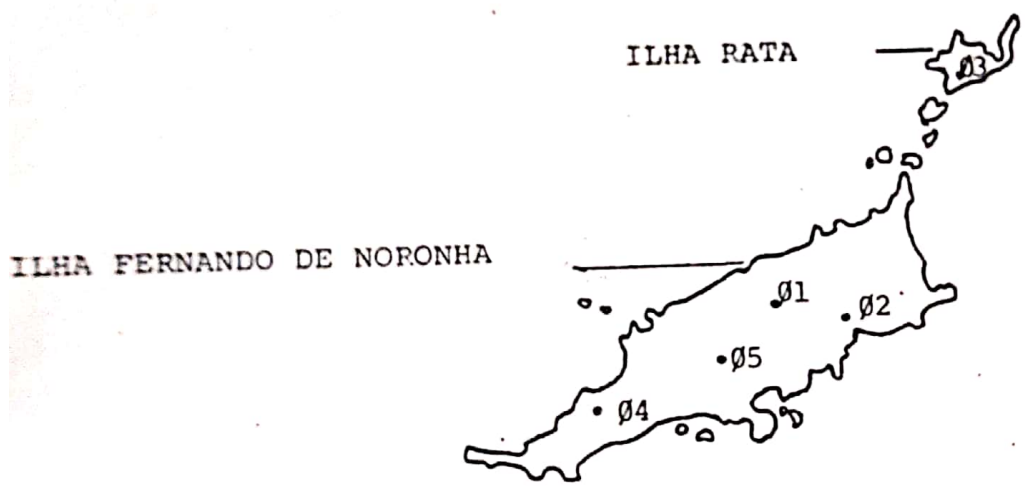 ILHA RATA
Ø3
ILHA FERNANDO DE NORONHA
Ø1
Ø2
Ø5
Ø4